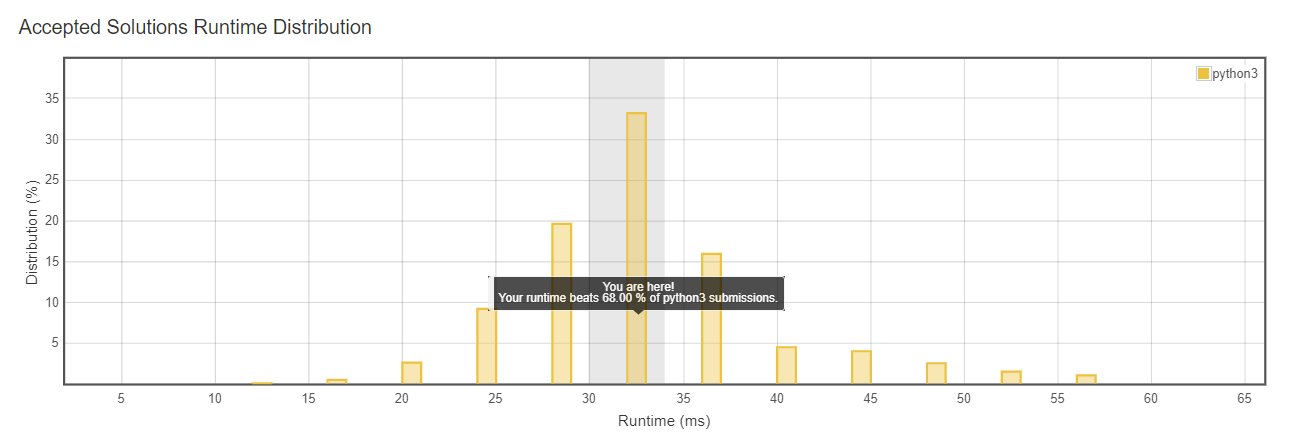 Accepted Solutions Runtime Distribution
python3
Distribution (%)
35
30
25
20
15
10
5
You are here!
Your runtime beats 68.00 % of python3 submissions.
5 10 15 20 25 30 35 40 45 50 55 60 65
Runtime (ms)